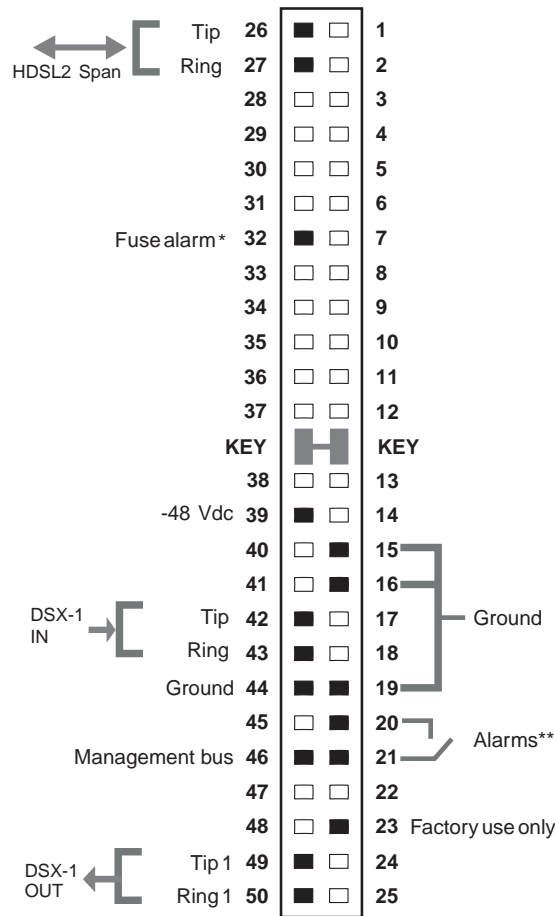 Tip 26 1
HDSL2 Span Ring 27 2
28 3
29 4
30 5
31 6
Fuse alarm* 32 7
33 8
34 9
35 10
36 11
37 12
KEY KEY
38 13
-48 Vdc 39 14
40 15
41 16
DSX-1
IN
Tip 42 17
Ground
Ring 43 18
Ground 44 19
45 20
Alarms**
Management bus 46 21
47 22
48 23 Factory use only
DSX-1
OUT
Tip 1 49 24
Ring 1 50 25